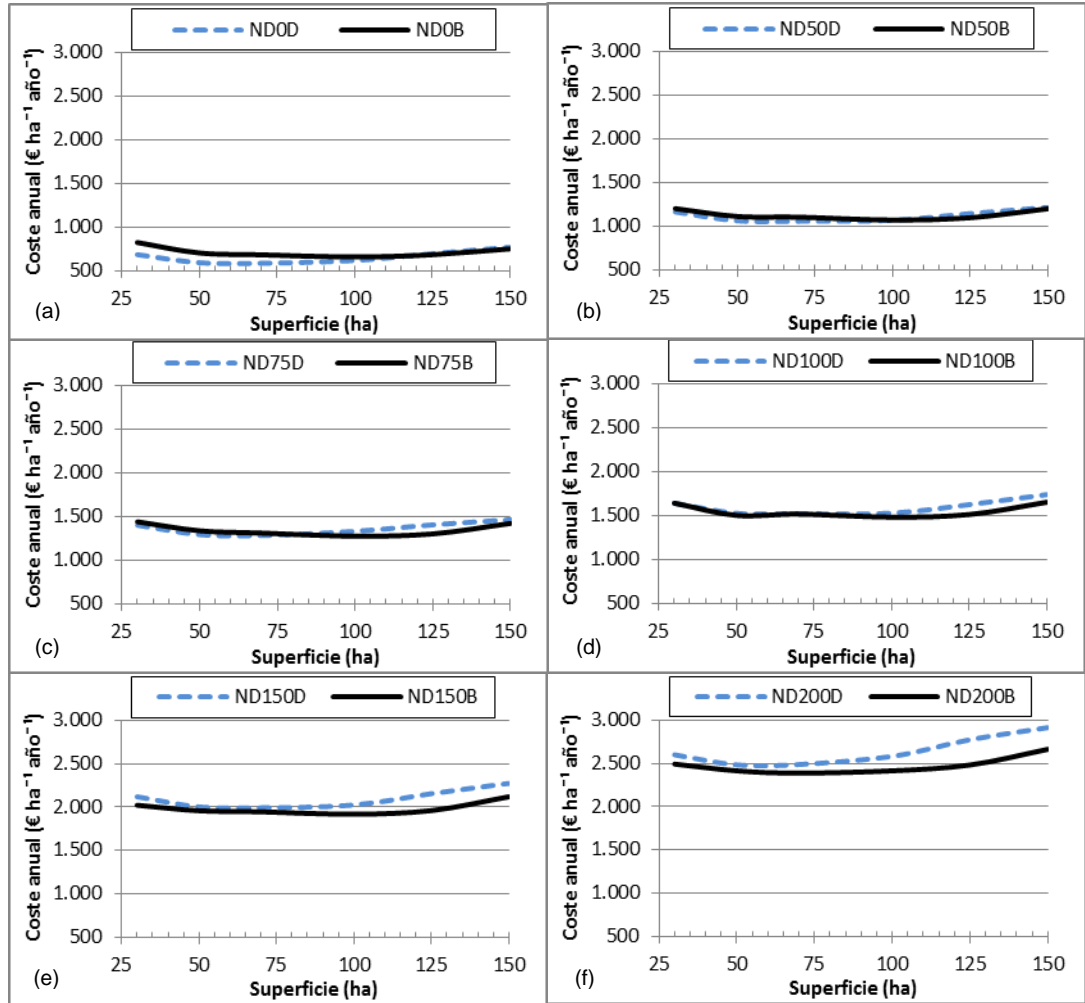 ND0D ND0B
Coste anual (€ ha⁻¹ año⁻¹)
3.000
2.500
2.000
1.500
1.000
500
25 50 75 100 125 150
(a)
Superficie (ha)
ND50D ND50B
Coste anual (€ ha⁻¹ año⁻¹)
3.000
2.500
2.000
1.500
1.000
500
25 50 75 100 125 150
(b)
Superficie (ha)
ND75D ND75B
Coste anual (€ ha⁻¹ año⁻¹)
3.000
2.500
2.000
1.500
1.000
500
25 50 75 100 125 150
(c)
Superficie (ha)
ND100D ND100B
Coste anual (€ ha⁻¹ año⁻¹)
3.000
2.500
2.000
1.500
1.000
500
25 50 75 100 125 150
(d)
Superficie (ha)
ND150D ND150B
Coste anual (€ ha⁻¹ año⁻¹)
3.000
2.500
2.000
1.500
1.000
500
25 50 75 100 125 150
(e)
Superficie (ha)
ND200D ND200B
Coste anual (€ ha⁻¹ año⁻¹)
3.000
2.500
2.000
1.500
1.000
500
25 50 75 100 125 150
(f)
Superficie (ha)